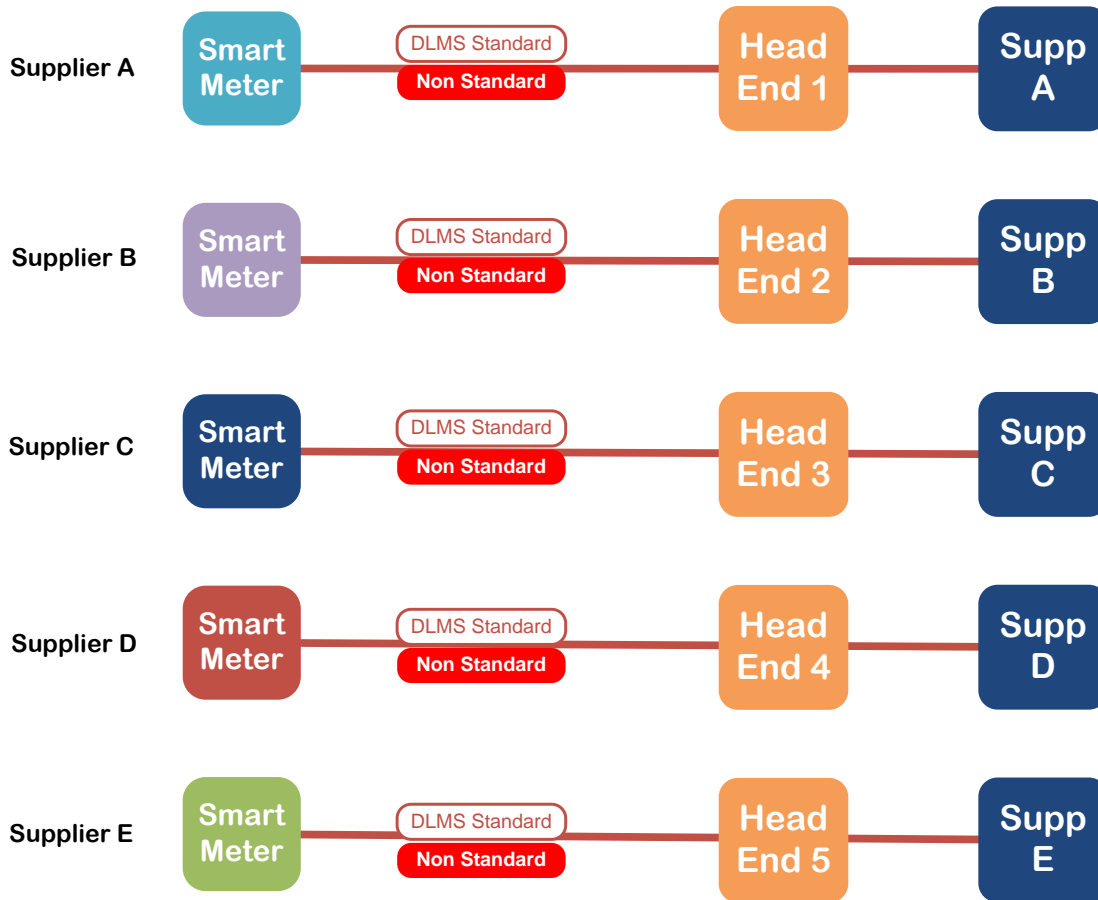 Supplier A
Smart
Meter
DLMS Standard
Non Standard
Head
End 1
Supp
A
Supplier B
Smart
Meter
DLMS Standard
Non Standard
Head
End 2
Supp
B
Supplier C
Smart
Meter
DLMS Standard
Non Standard
Head
End 3
Supp
C
Supplier D
Smart
Meter
DLMS Standard
Non Standard
Head
End 4
Supp
D
Supplier E
Smart
Meter
DLMS Standard
Non Standard
Head
End 5
Supp
E